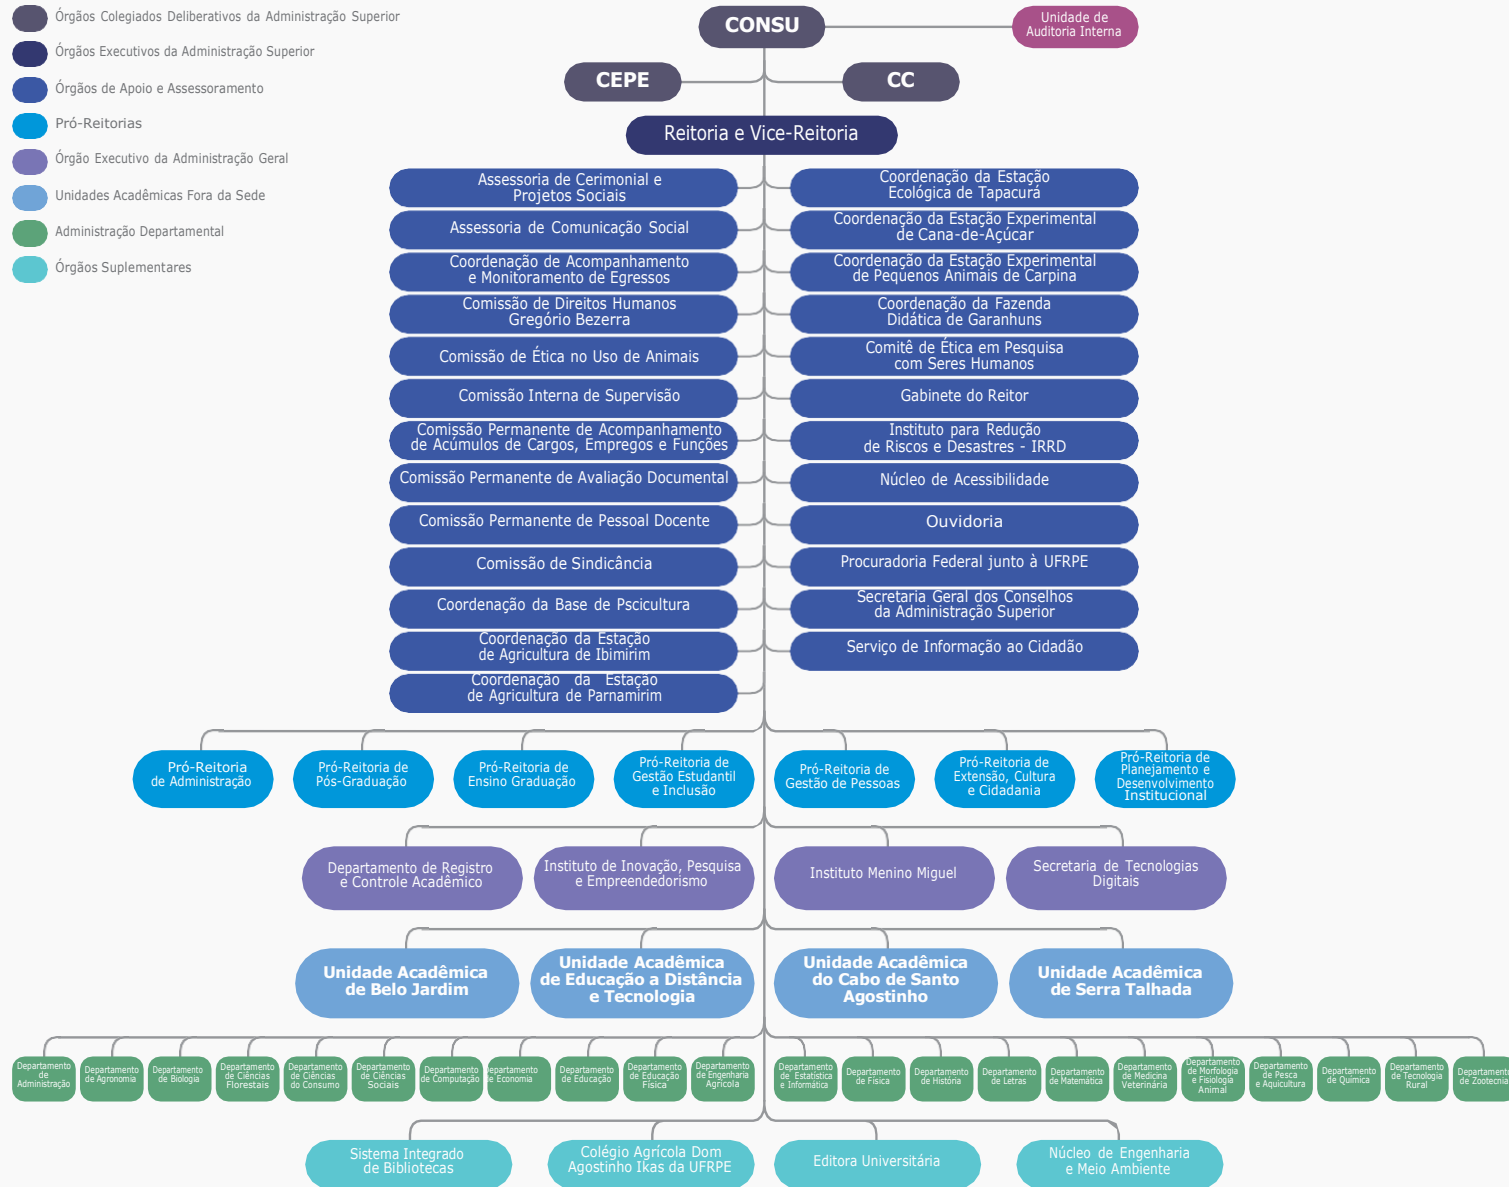 Órgãos Colegiados Deliberativos da Administração Superior
Órgãos Executivos da Administração Superior
Órgãos de Apoio e Assessoramento
Pró-Reitorias
Órgão Executivo da Administração Geral
Unidades Acadêmicas Fora da Sede
Administração Departamental
Órgãos Suplementares
CONSU
Unidade de
Auditoria Interna
CEPE
CC
Reitoria e Vice-Reitoria
Assessoria de Cerimonial e
Projetos Sociais
Assessoria de Comunicação Social
Coordenação de Acompanhamento
e Monitoramento de Egressos
Comissão de Direitos Humanos
Gregório Bezerra
Comissão de Ética no Uso de Animais
Comissão Interna de Supervisão
Comissão Permanente de Acompanhamento
de Acúmulos de Cargos, Empregos e Funções
Comissão Permanente de Avaliação Documental
Comissão Permanente de Pessoal Docente
Comissão de Sindicância
Coordenação da Base de Pscicultura
Coordenação da Estação
de Agricultura de Ibimirim
Coordenação da Estação
de Agricultura de Parnamirim
Coordenação da Estação
Ecológica de Tapacurá
Coordenação da Estação Experimental
de Cana-de-Açúcar
Coordenação da Estação Experimental
de Pequenos Animais de Carpina
Coordenação da Fazenda
Didática de Garanhuns
Comitê de Ética em Pesquisa
com Seres Humanos
Gabinete do Reitor
Instituto para Redução
de Riscos e Desastres - IRRD
Núcleo de Acessibilidade
Ouvidoria
Procuradoria Federal junto à UFRPE
Secretaria Geral dos Conselhos
da Administração Superior
Serviço de Informação ao Cidadão
Pró-Reitoria
de Administração
Pró-Reitoria de
Pós-Graduação
Pró-Reitoria de
Ensino Graduação
Pró-Reitoria de
Gestão Estudantil
e Inclusão
Pró-Reitoria de
Gestão de Pessoas
Pró-Reitoria de
Extensão, Cultura
e Cidadania
Pró-Reitoria de
Planejamento e
Desenvolvimento
Institucional
Departamento de Registro
e Controle Acadêmico
Instituto de Inovação, Pesquisa
e Empreendedorismo
Instituto Menino Miguel
Secretaria de Tecnologias
Digitais
Unidade Acadêmica
de Belo Jardim
Unidade Acadêmica
de Educação a Distância
e Tecnologia
Unidade Acadêmica
do Cabo de Santo
Agostinho
Unidade Acadêmica
de Serra Talhada
Departamento
de
Administração
Departamento
de Agronomia
Departamento
de Biologia
Departamento
de Ciências
Florestais
Departamento
de Ciências
do Consumo
Departamento
de Ciências
Sociais
Departamento
de Computação
Departamento
de Economia
Departamento
de Educação
Departamento
de Educação
Física
Departamento
de Engenharia
Agrícola
Departamento
de Estatística
e Informática
Departamento
de Física
Departamento
de História
Departamento
de Letras
Departamento
de Matemática
Departamento
de Medicina
Veterinária
Departamento
de Morfologia
e Fisiologia
Animal
Departamento
de Pesca
e Aquicultura
Departamento
de Química
Departamento
de Tecnologia
Rural
Departamento
de Zootecnia
Sistema Integrado
de Bibliotecas
Colégio Agrícola Dom
Agostinho Ikas da UFRPE
Editora Universitária
Núcleo de Engenharia
e Meio Ambiente